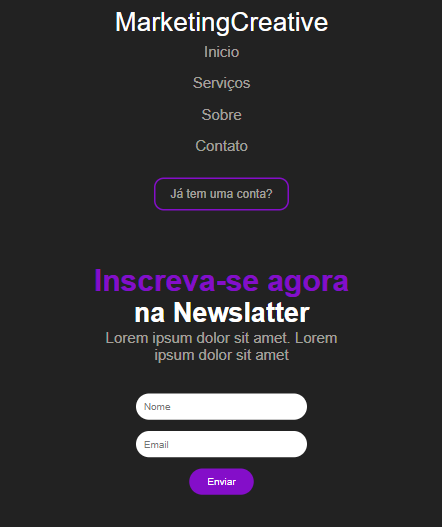 MarketingCreative
Inicio
Serviços
Sobre
Contato
Já tem uma conta?
Inscreva-se agora
na Newslatter
Lorem ipsum dolor sit amet. Lorem
ipsum dolor sit amet
Nome
Email
Enviar